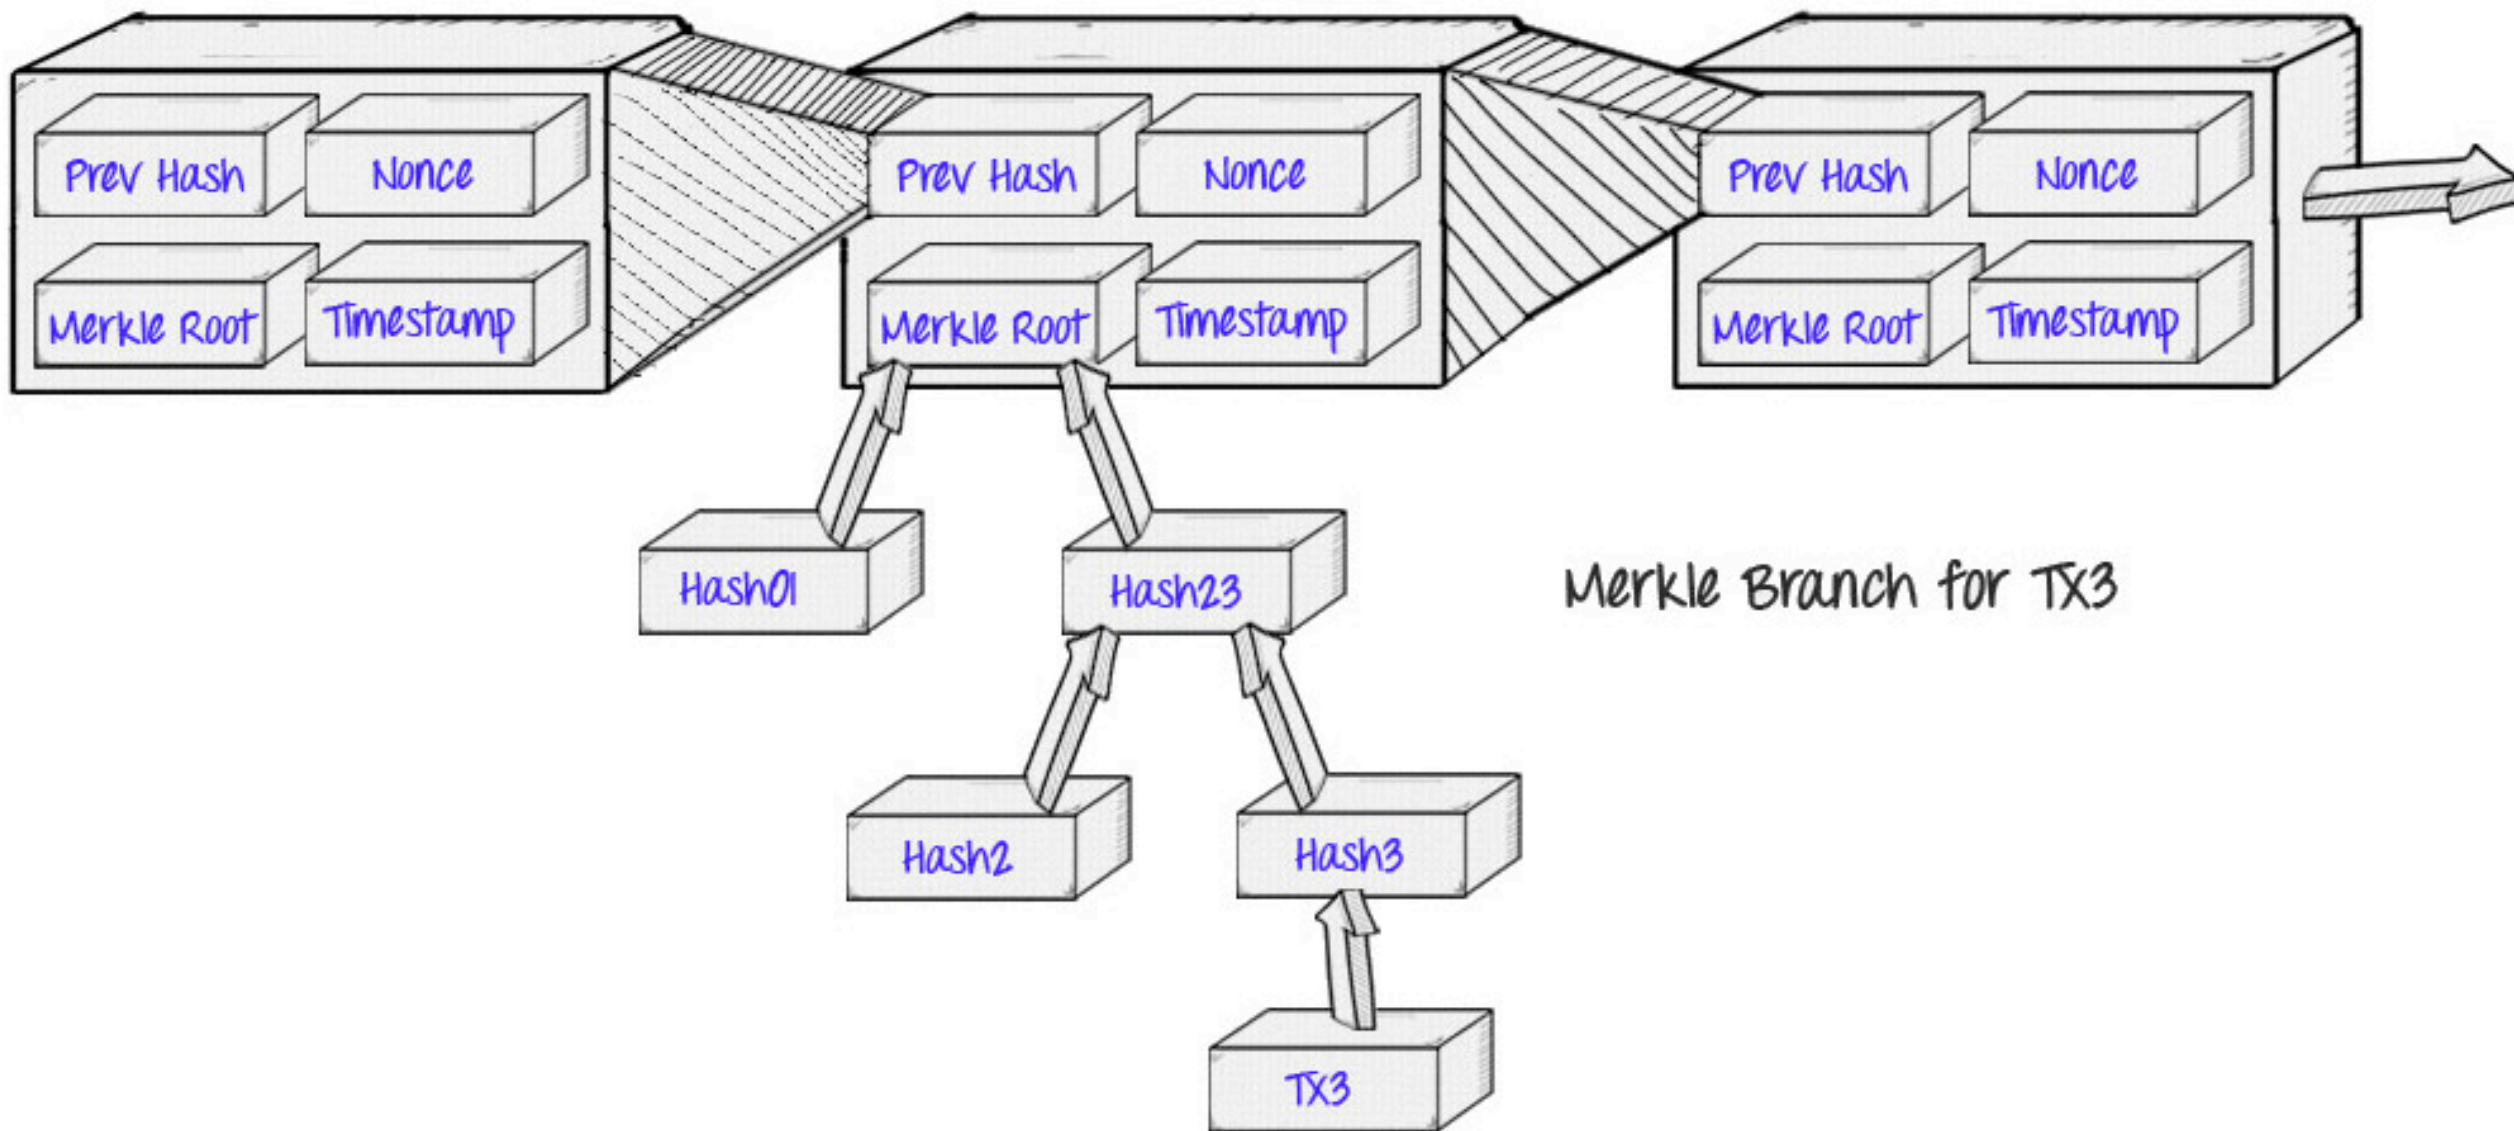 Prev Hash
Nonce
Merkle Root
Timestamp
Prev Hash
Nonce
Merkle Root
Timestamp
Prev Hash
Nonce
Merkle Root
Timestamp
Hash01
Hash23
Merkle Branch for TX3
Hash2
Hash3
TX3